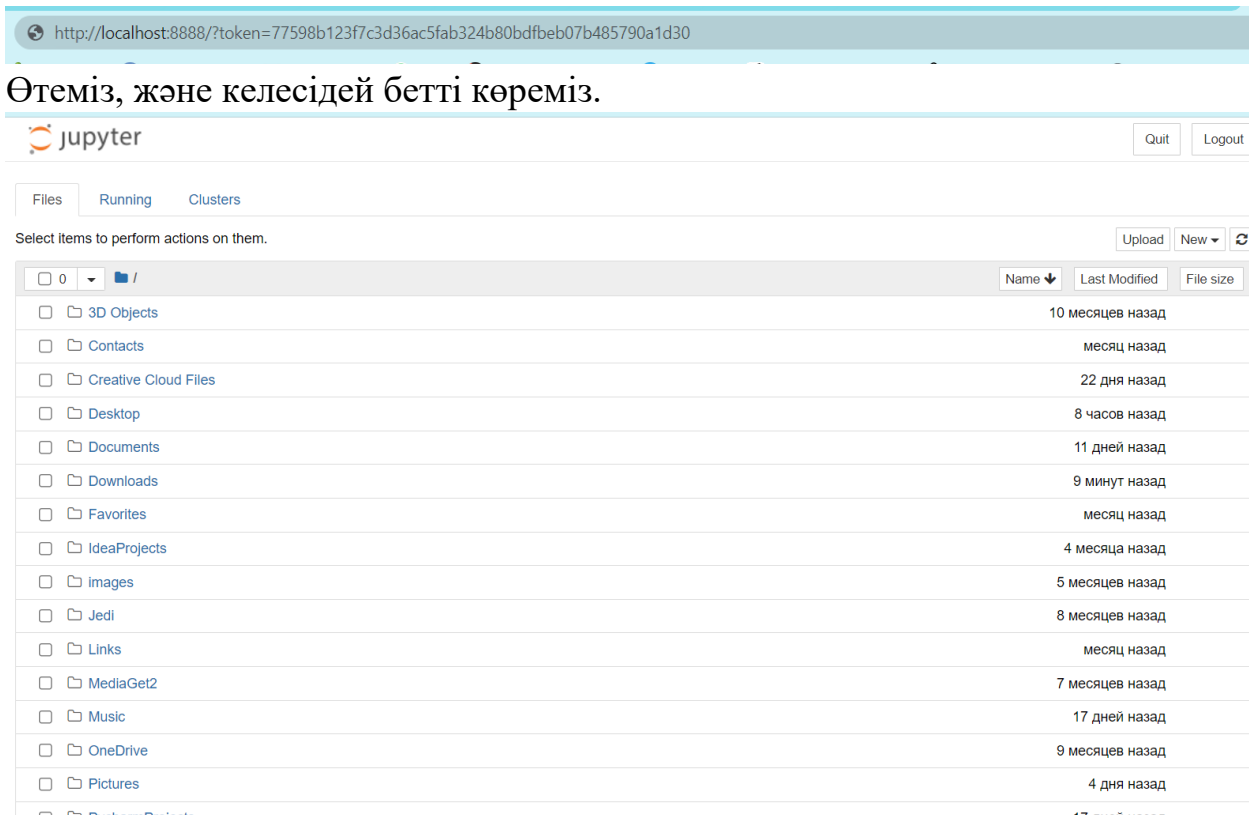 http://localhost:8888/?token=77598b123f7c3d36ac5fab324b80bdfbeb07b485790a1d30
Өтеміз, және келесідей бетті көреміз.
jupyter Quit Logout
Files Running Clusters
Select items to perform actions on them. Upload New
0 / Name Last Modified File size
3D Objects 10 месяцев назад
Contacts месяц назад
Creative Cloud Files 22 дня назад
Desktop 8 часов назад
Documents 11 дней назад
Downloads 9 минут назад
Favorites месяц назад
IdeaProjects 4 месяца назад
images 5 месяцев назад
Jedi 8 месяцев назад
Links месяц назад
MediaGet2 7 месяцев назад
Music 17 дней назад
OneDrive 9 месяцев назад
Pictures 4 дня назад